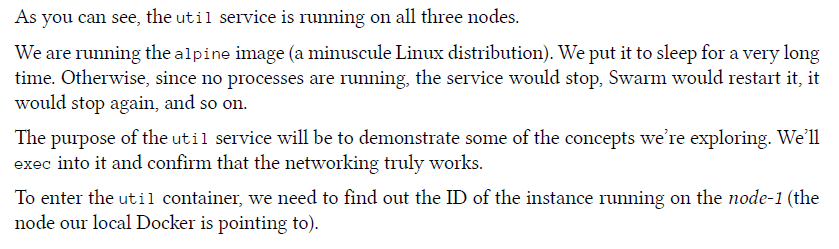 As you can see, the util service is running on all three nodes.
We are running the alpine image (a minuscule Linux distribution). We put it to sleep for a very long
time. Otherwise, since no processes are running, the service would stop, Swarm would restart it, it
would stop again, and so on.
The purpose of the util service will be to demonstrate some of the concepts we’re exploring. We’ll
exec into it and confirm that the networking truly works.
To enter the util container, we need to find out the ID of the instance running on the node-1 (the
node our local Docker is pointing to).